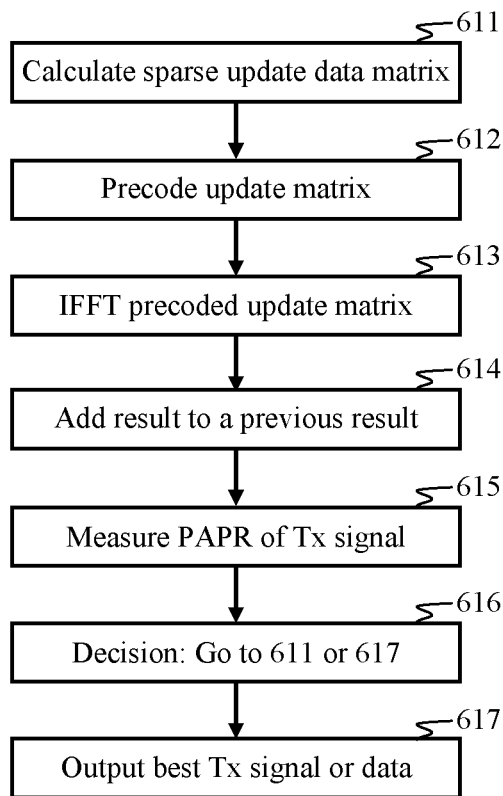 611
Calculate sparse update data matrix
612
Precode update matrix
613
IFFT precoded update matrix
614
Add result to a previous result
615
Measure PAPR of Tx signal
616
Decision: Go to 611 or 617
617
Output best Tx signal or data